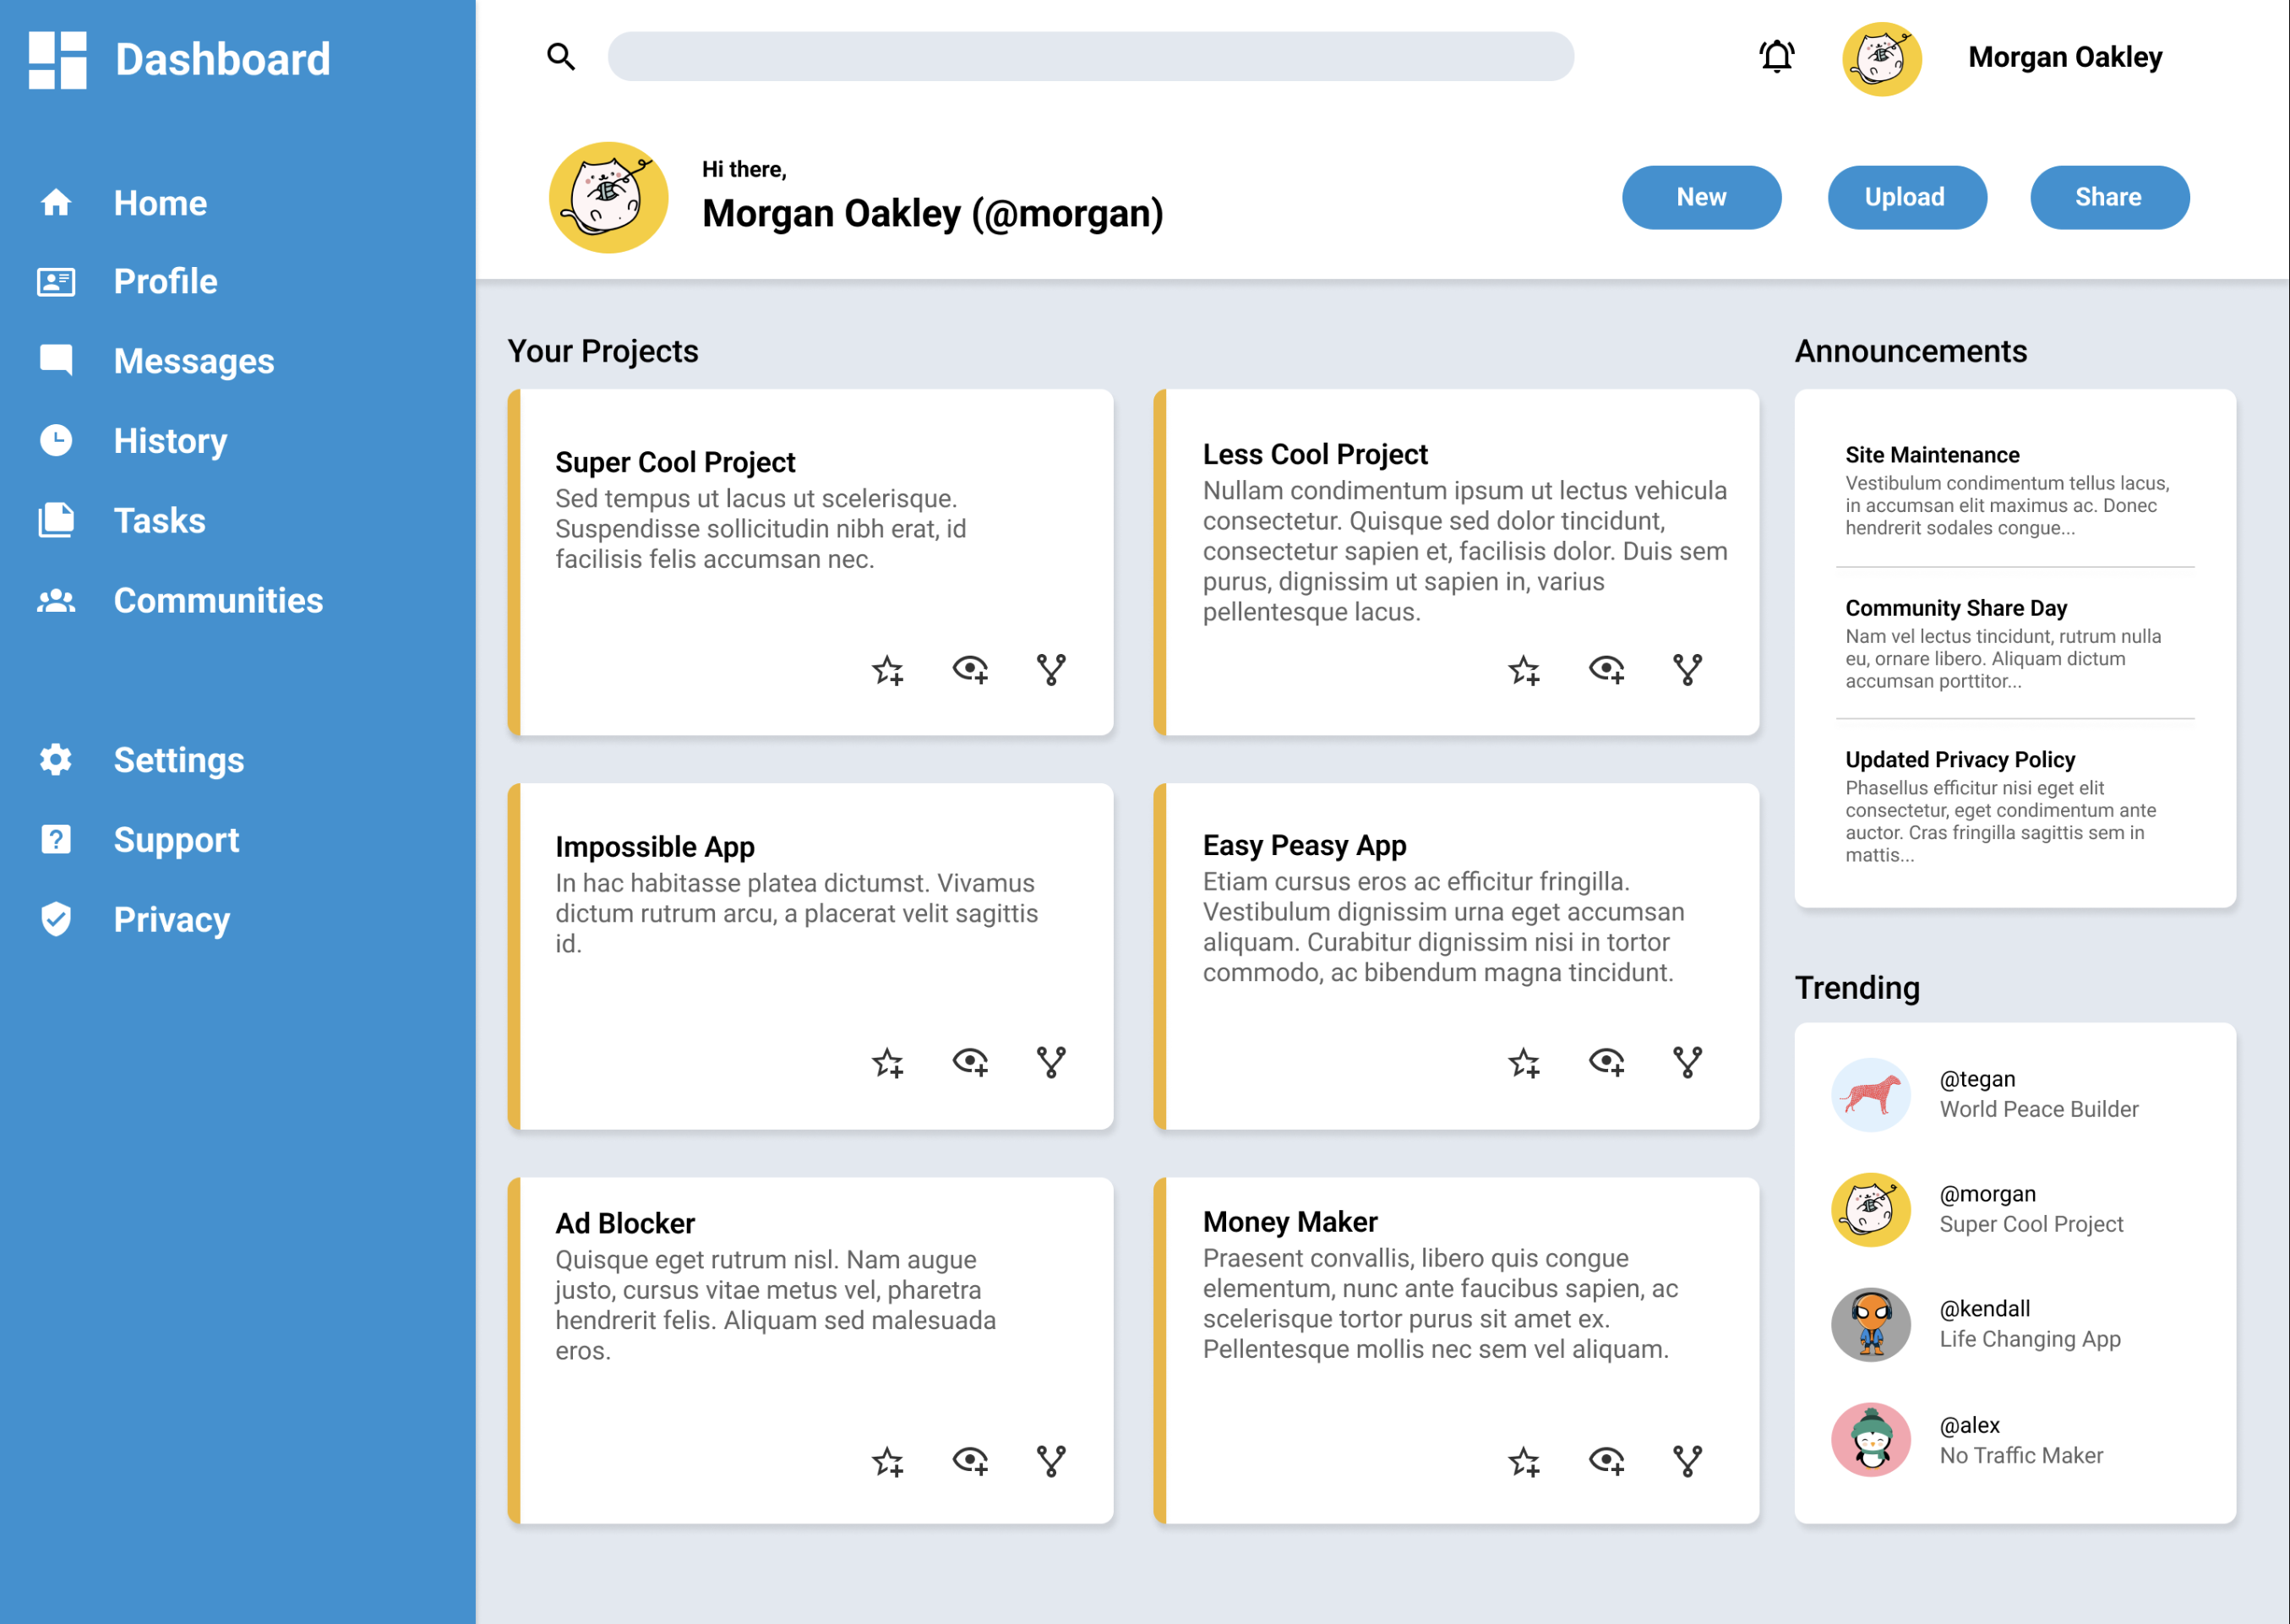 Dashboard
Home
Profile
Messages
History
Tasks
Communities
Settings
Support
Privacy
Morgan Oakley
Hi there,
Morgan Oakley (@morgan)
New
Upload
Share
Your Projects
Super Cool Project
Sed tempus ut lacus ut scelerisque.
Suspendisse sollicitudin nibh erat, id
facilisis felis accumsan nec.
Less Cool Project
Nullam condimentum ipsum ut lectus vehicula
consectetur. Quisque sed dolor tincidunt,
consectetur sapien et, facilisis dolor. Duis sem
purus, dignissim ut sapien in, varius
pellentesque lacus.
Impossible App
In hac habitasse platea dictumst. Vivamus
dictum rutrum arcu, a placerat velit sagittis
id.
Easy Peasy App
Etiam cursus eros ac efficitur fringilla.
Vestibulum dignissim urna eget accumsan
aliquam. Curabitur dignissim nisi in tortor
commodo, ac bibendum magna tincidunt.
Ad Blocker
Quisque eget rutrum nisl. Nam augue
justo, cursus vitae metus vel, pharetra
hendrerit felis. Aliquam sed malesuada
eros.
Money Maker
Praesent convallis, libero quis congue
elementum, nunc ante faucibus sapien, ac
scelerisque tortor purus sit amet ex.
Pellentesque mollis nec sem vel aliquam.
Announcements
Site Maintenance
Vestibulum condimentum tellus lacus,
in accumsan elit maximus ac. Donec
hendrerit sodales congue...
Community Share Day
Nam vel lectus tincidunt, rutrum nulla
eu, ornare libero. Aliquam dictum
accumsan porttitor...
Updated Privacy Policy
Phasellus efficitur nisi eget elit
consectetur, eget condimentum ante
auctor. Cras fringilla sagittis sem in
mattis...
Trending
@tegan
World Peace Builder
@morgan
Super Cool Project
@kendall
Life Changing App
@alex
No Traffic Maker